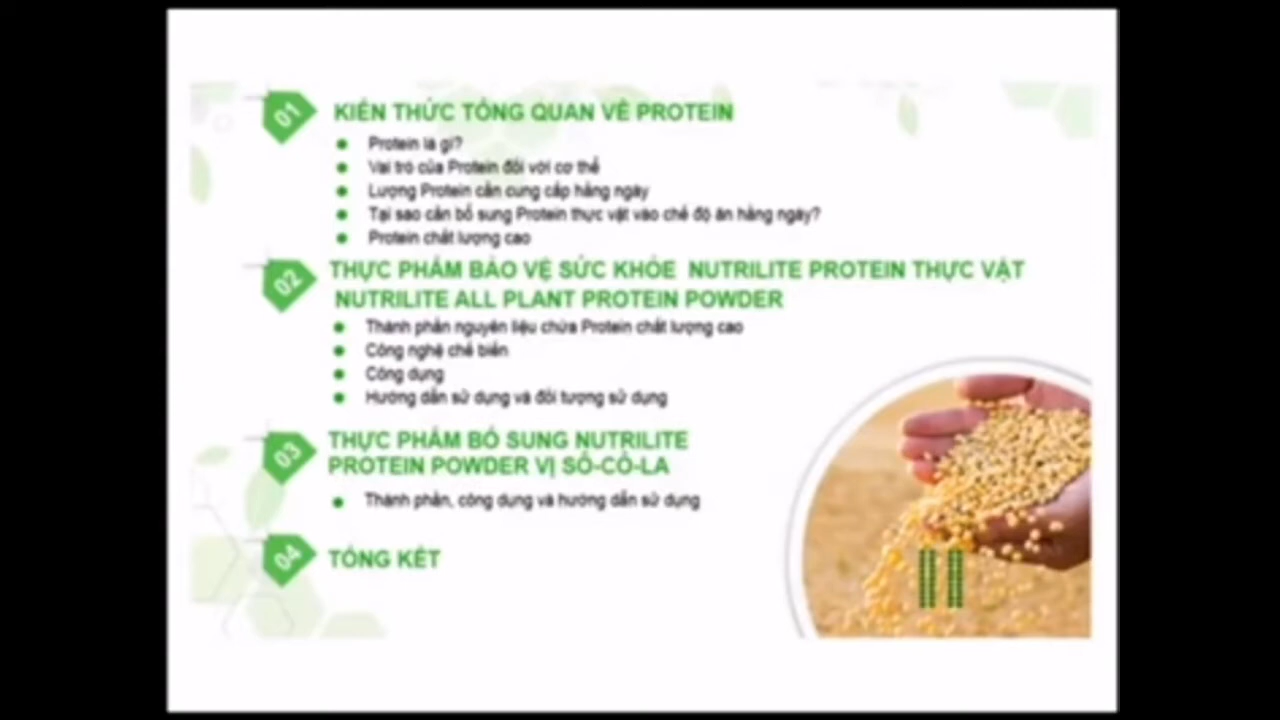 01
KIẾN THỨC TỔNG QUAN VỀ PROTEIN
Protein là gì?
Vai trò của Protein đối với cơ thể
Lượng Protein cần cung cấp hằng ngày
Tại sao cần bổ sung Protein thực vật vào chế độ ăn hằng ngày?
Protein chất lượng cao
02
THỰC PHẨM BẢO VỆ SỨC KHỎE NUTRILITE PROTEIN THỰC VẬT
NUTRILITE ALL PLANT PROTEIN POWDER
Thành phần nguyên liệu chứa Protein chất lượng cao
Công nghệ chế biến
Công dụng
Hướng dẫn sử dụng và đối tượng sử dụng
03
THỰC PHẨM BỔ SUNG NUTRILITE
PROTEIN POWDER VỊ SÔ-CÔ-LA
Thành phần, công dụng và hướng dẫn sử dụng
04
TỔNG KẾT